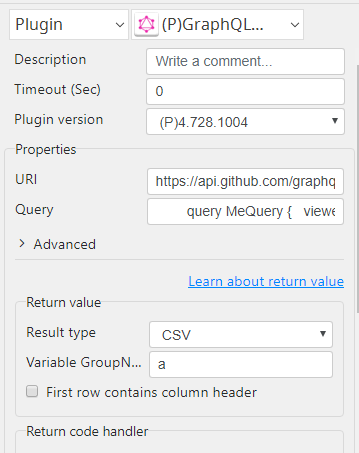 Plugin (P)GraphQL...
Description Write a comment...
Timeout (Sec) 0
Plugin version (P)4.728.1004
Properties
URI https://api.github.com/graphq
Query query MeQuery { viewe
Advanced
Learn about return value
Return value
Result type CSV
Variable GroupN... a
First row contains column header
Return code handler